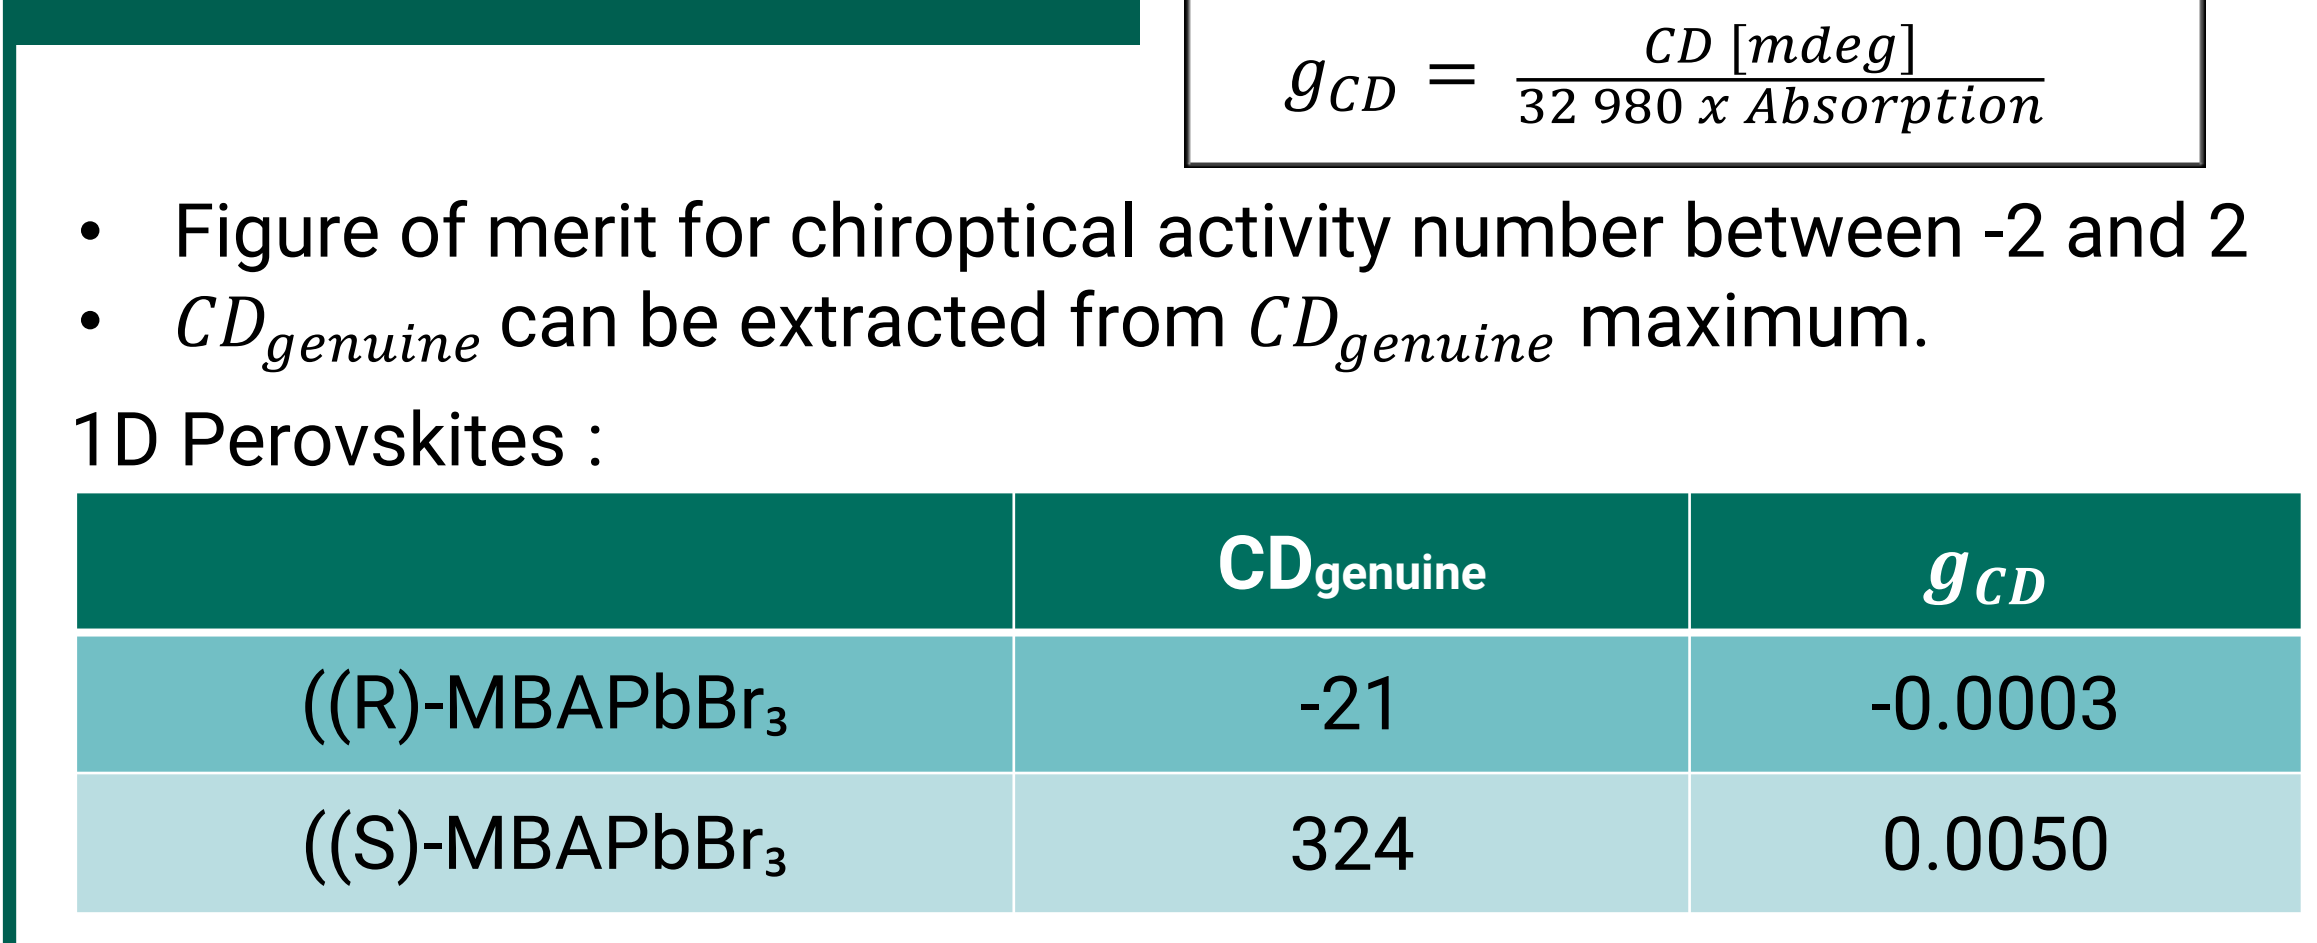 g_CD = CD [mdeg] / 32 980 x Absorption
• Figure of merit for chiroptical activity number between -2 and 2
• CD_genuine can be extracted from CD_genuine maximum.
1D Perovskites :
CD_genuine g_CD
((R)-MBAPbBr₃ -21 -0.0003
((S)-MBAPbBr₃ 324 0.0050